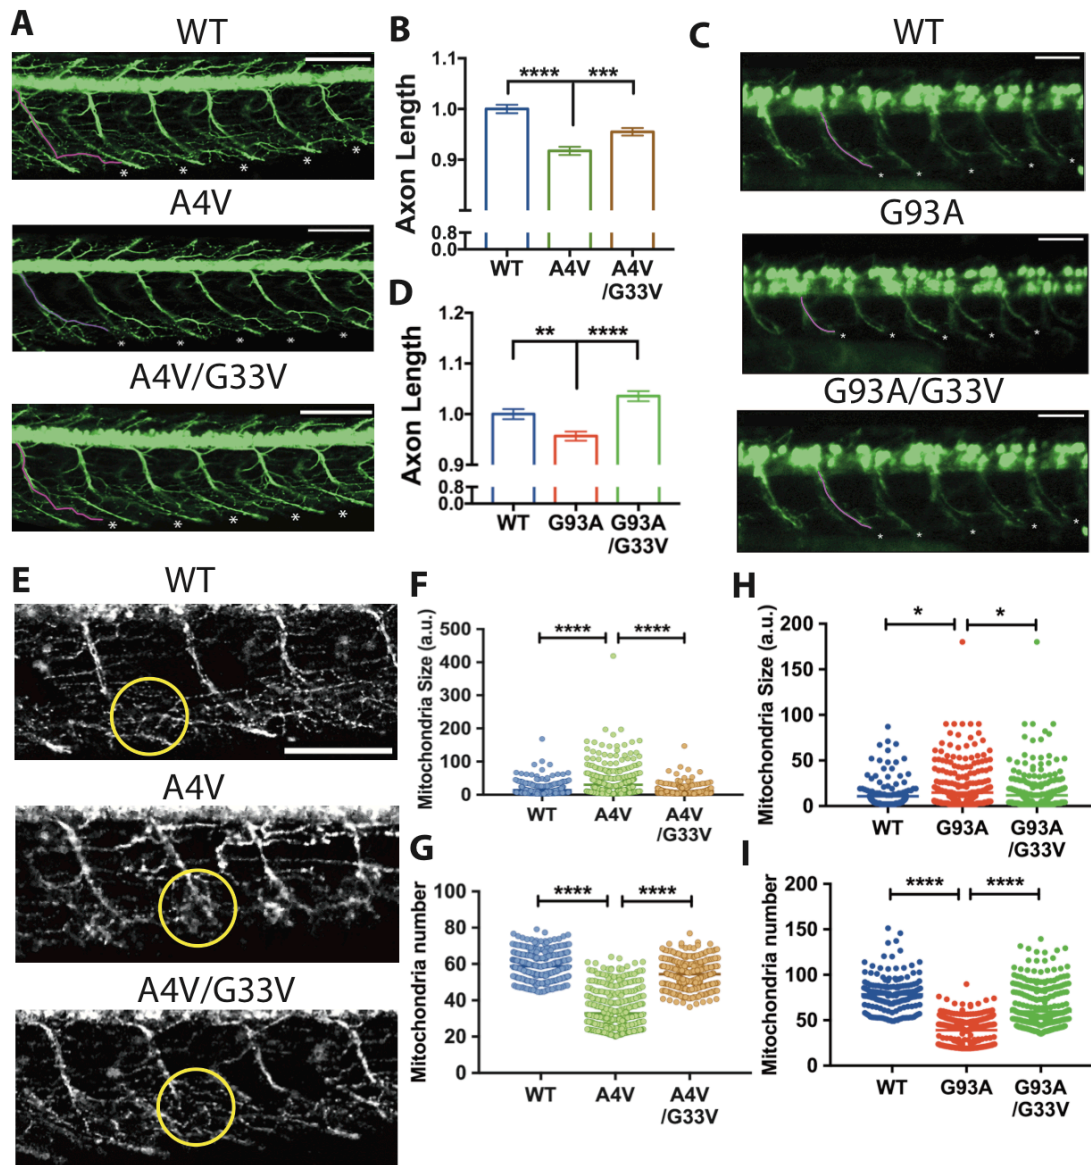 A
WT
*
*
*
*
*
A4V
*
*
*
*
*
A4V/G33V
*
*
*
*
*
B
Axon Length
1.1
1.0
0.9
0.8
0.0
****
***
WT
A4V
A4V
/G33V
C
WT
*
*
*
*
*
G93A
*
*
*
*
*
G93A/G33V
*
*
*
*
*
D
Axon Length
1.2
1.1
1.0
0.9
0.8
0.0
**
****
WT
G93A
G93A
/G33V
E
WT
A4V
A4V/G33V
F
Mitochondria Size (a.u.)
500
400
300
200
100
0
****
****
WT
A4V
A4V
/G33V
G
Mitochondria number
100
80
60
40
20
0
****
****
WT
A4V
A4V
/G33V
H
Mitochondria Size (a.u.)
200
150
100
50
0
*
*
WT
G93A
G93A
/G33V
I
Mitochondria number
200
150
100
50
0
****
****
WT
G93A
G93A
/G33V